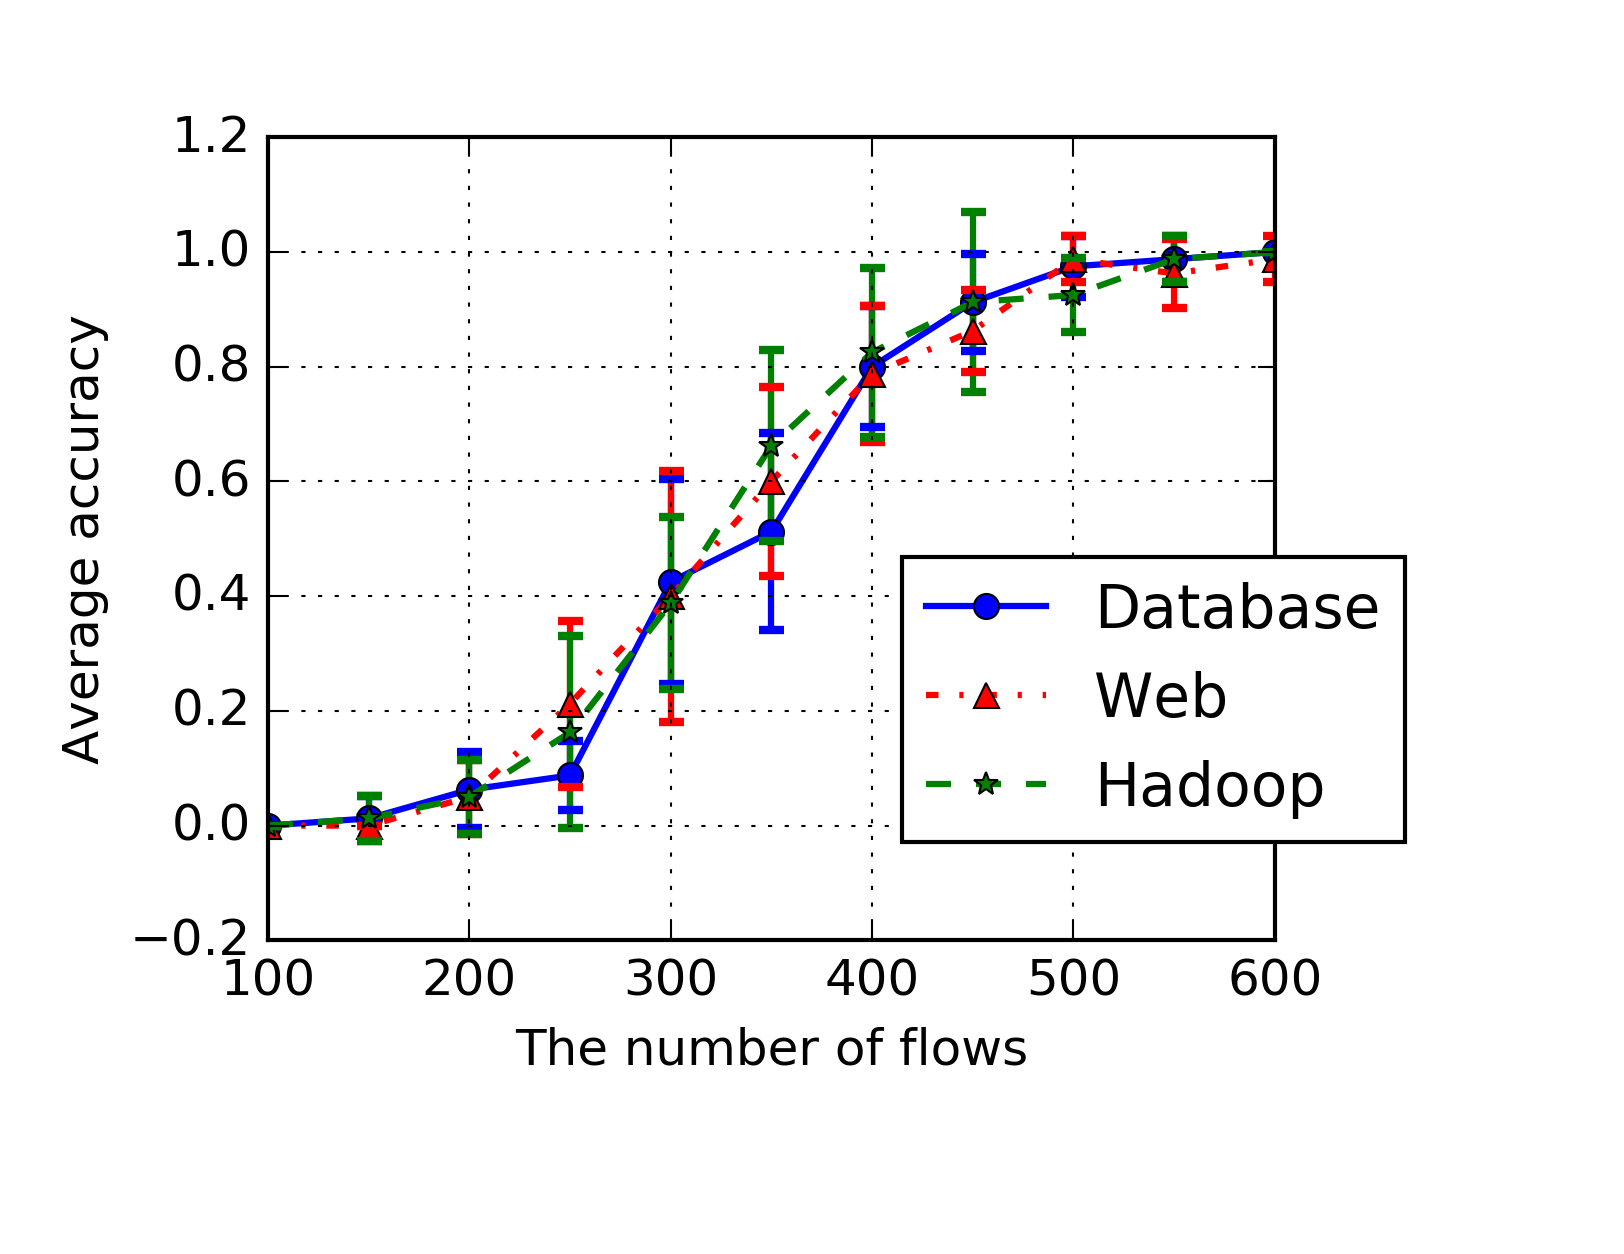 1.2
1.0
0.8
0.6
0.4
0.2
0.0
−0.2
100 200 300 400 500 600
Average accuracy
The number of flows
Database
Web
Hadoop